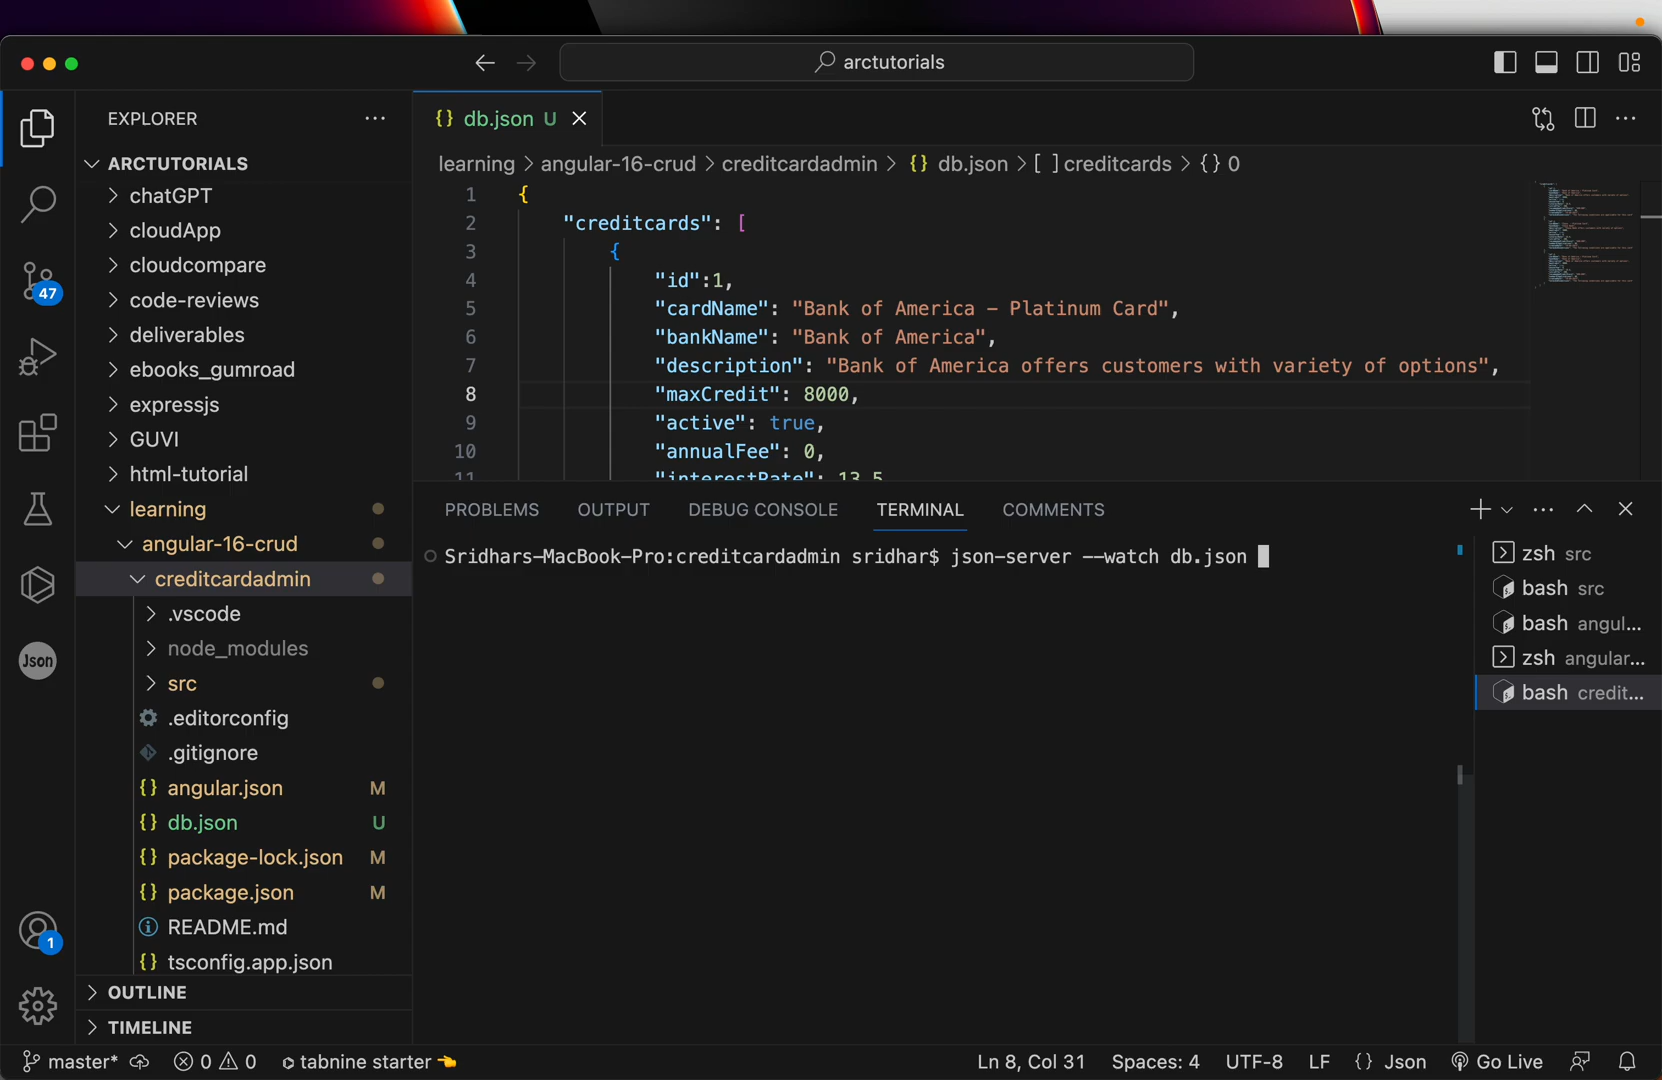 arctutorials
EXPLORER
ARCTUTORIALS
chatGPT
cloudApp
cloudcompare
code-reviews
deliverables
ebooks_gumroad
expressjs
GUVI
html-tutorial
learning
angular-16-crud
creditcardadmin
.vscode
node_modules
src
.editorconfig
.gitignore
angular.json M
db.json U
package-lock.json M
package.json M
README.md
tsconfig.app.json
OUTLINE
TIMELINE
47
Json
1
{} db.json U
learning > angular-16-crud > creditcardadmin > {} db.json > [ ] creditcards > {} 0
1 {
2 "creditcards": [
3 {
4 "id":1,
5 "cardName": "Bank of America - Platinum Card",
6 "bankName": "Bank of America",
7 "description": "Bank of America offers customers with variety of options",
8 "maxCredit": 8000,
9 "active": true,
10 "annualFee": 0,
11 "interestRate": 13.5
PROBLEMS OUTPUT DEBUG CONSOLE TERMINAL COMMENTS
Sridhars-MacBook-Pro:creditcardadmin sridhar$ json-server --watch db.json
zsh src
bash src
bash angul...
zsh angular...
bash credit...
master* 0 0 tabnine starter Ln 8, Col 31 Spaces: 4 UTF-8 LF {} Json Go Live